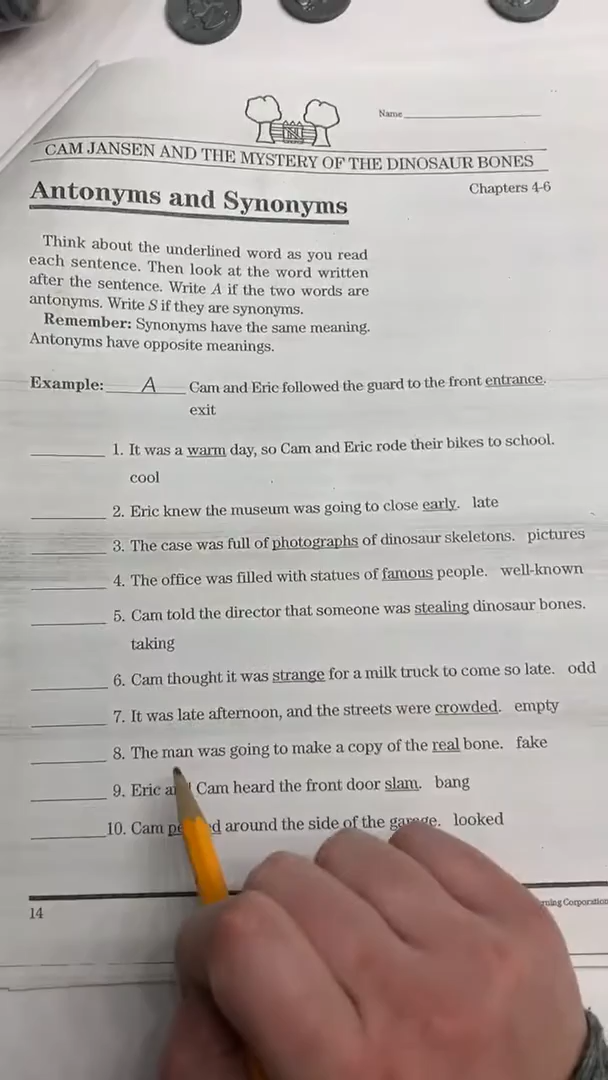 Name
CAM JANSEN AND THE MYSTERY OF THE DINOSAUR BONES
Antonyms and Synonyms
Chapters 4-6
Think about the underlined word as you read
each sentence. Then look at the word written
after the sentence. Write A if the two words are
antonyms. Write S if they are synonyms.
Remember: Synonyms have the same meaning.
Antonyms have opposite meanings.
Example: A Cam and Eric followed the guard to the front entrance.
exit
1. It was a warm day, so Cam and Eric rode their bikes to school.
cool
2. Eric knew the museum was going to close early. late
3. The case was full of photographs of dinosaur skeletons. pictures
4. The office was filled with statues of famous people. well-known
5. Cam told the director that someone was stealing dinosaur bones.
taking
6. Cam thought it was strange for a milk truck to come so late. odd
7. It was late afternoon, and the streets were crowded. empty
8. The man was going to make a copy of the real bone. fake
9. Eric Cam heard the front door slam. bang
10. Cam around the side of the garage. looked
14
Corporation